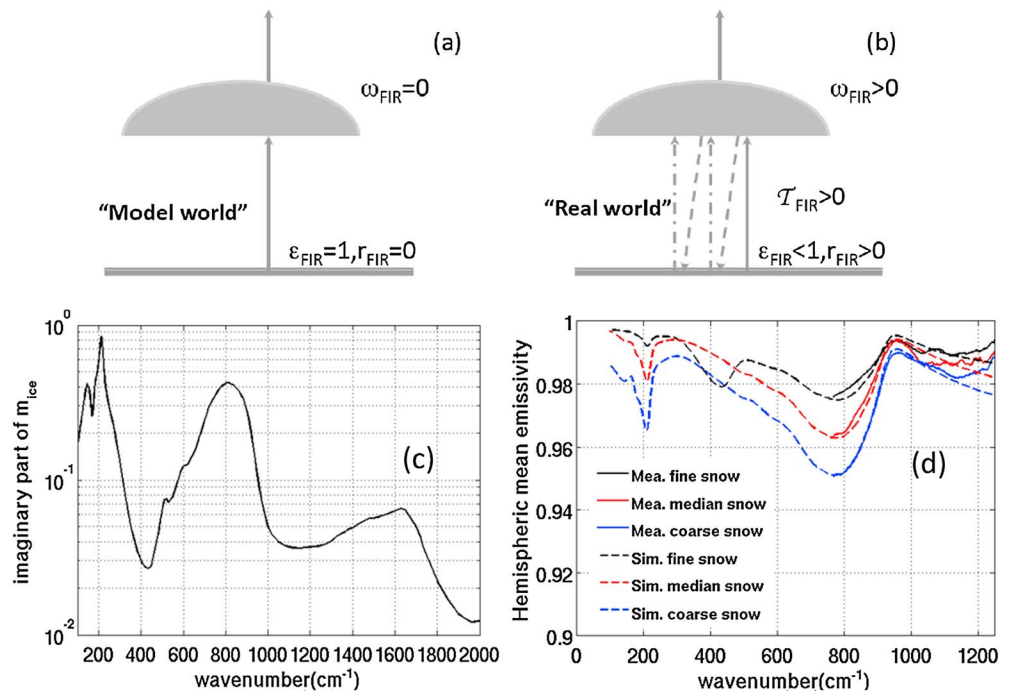 (a)
ω_FIR=0
“Model world”
ε_FIR=1,r_FIR=0
(b)
ω_FIR>0
“Real world”
𝒯_FIR>0
ε_FIR<1,r_FIR>0
10^0
10^-1
10^-2
imaginary part of m_ice
(c)
200 400 600 800 1000 1200 1400 1600 1800 2000
wavenumber(cm^-1)
1
0.98
0.96
0.94
0.92
0.9
Hemispheric mean emissivity
(d)
Mea. fine snow
Mea. median snow
Mea. coarse snow
Sim. fine snow
Sim. median snow
Sim. coarse snow
0 200 400 600 800 1000 1200
wavenumber(cm^-1)